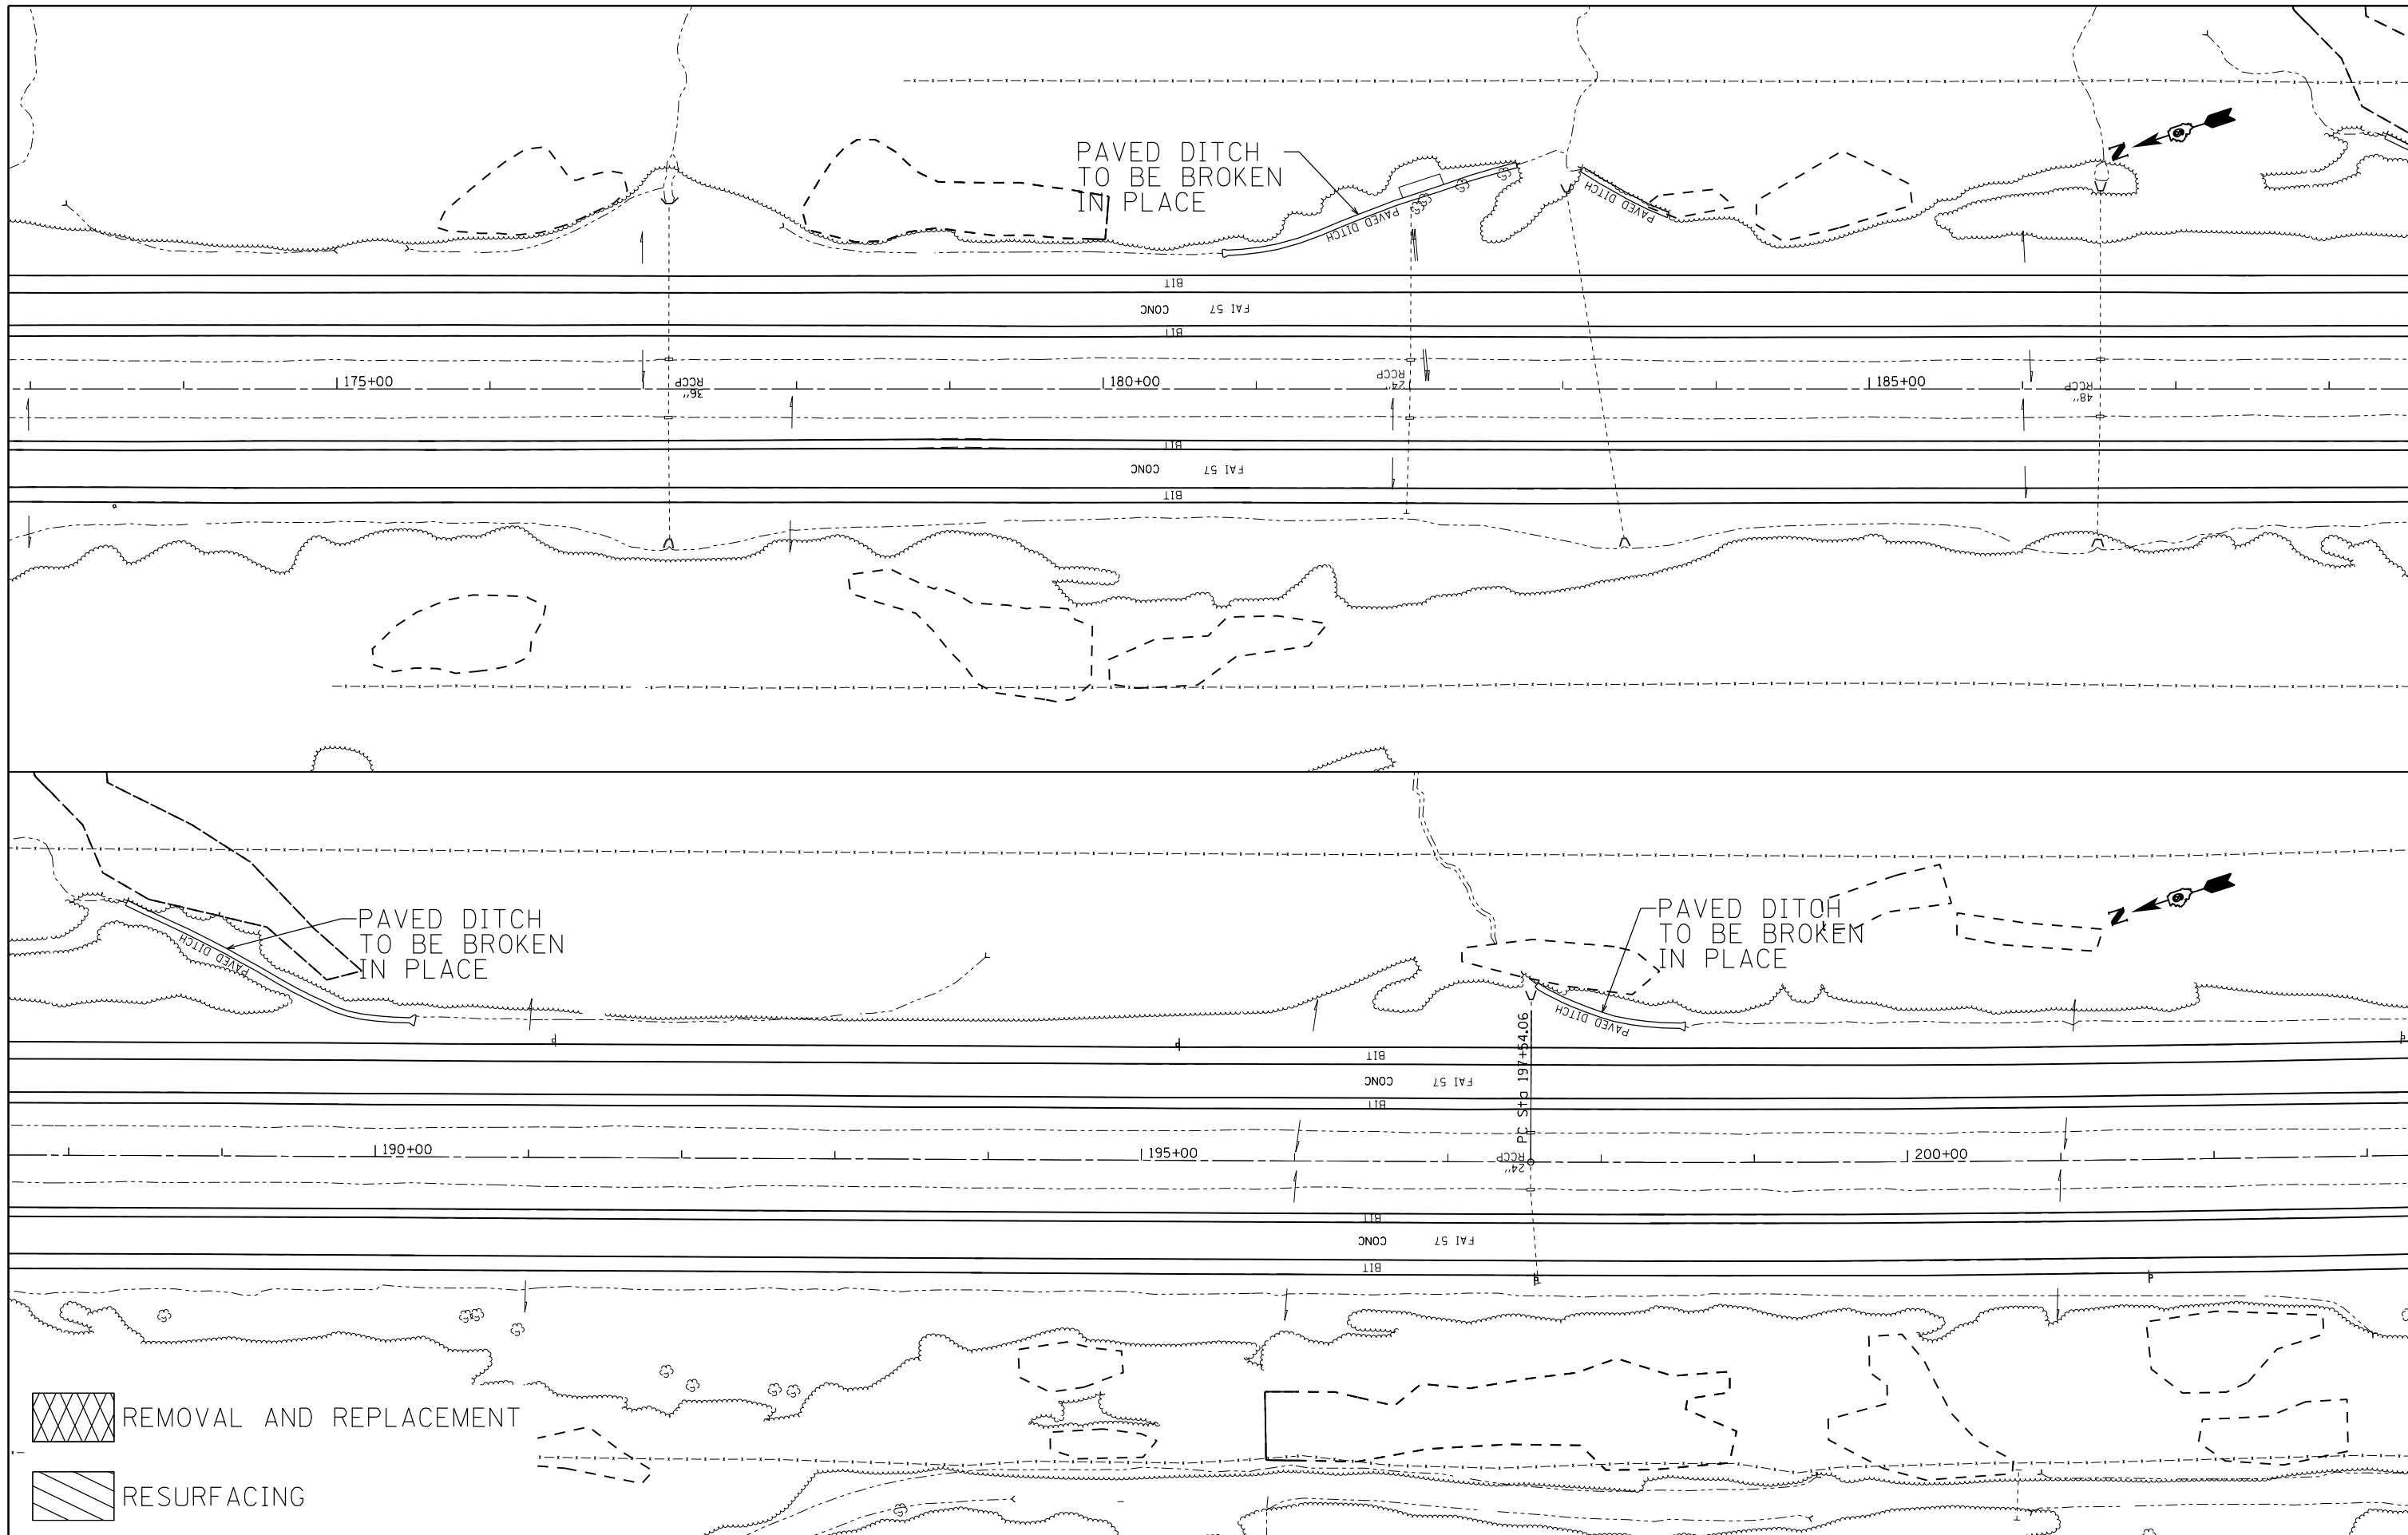 PAVED DITCH
TO BE BROKEN
IN PLACE
N
PAVED DITCH
PAVED DITCH
BIT
CONC FAI 57
BIT
175+00
180+00
185+00
36"
RCCP
24"
RCCP
48"
RCCP
BIT
CONC FAI 57
BIT
PAVED DITCH
TO BE BROKEN
IN PLACE
PAVED DITCH
PAVED DITCH
TO BE BROKEN
IN PLACE
N
PAVED DITCH
PC Sta 197+54.06
BIT
CONC FAI 57
BIT
190+00
195+00
200+00
24"
RCCP
BIT
CONC FAI 57
BIT
REMOVAL AND REPLACEMENT
RESURFACING